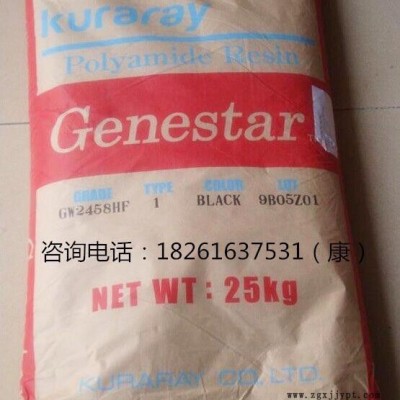 kuraray
Polyamide Resin
Genestar
GRADE TYPE COLOR LOT
GW2458HF 1 BLACK 9B05Z01
咨询电话：18261637531（康）
NET WT: 25kg
KURARAY CO., LTD.
www.zgxjjypt.com